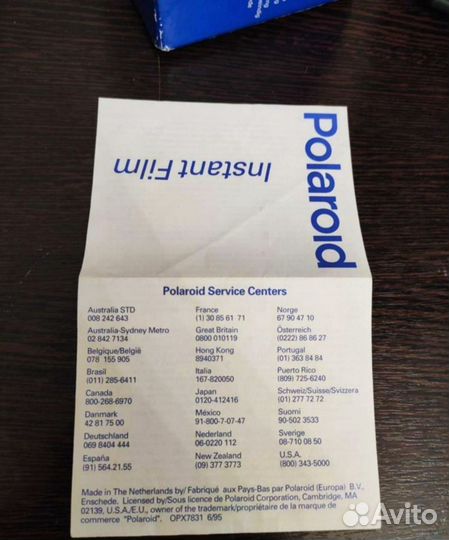 Polaroid
Instant Film
Polaroid Service Centers
Australia STD
008 242 643
Australia-Sydney Metro
02 842 7134
Belgique/België
078 155 905
Brasil
(011) 285-6411
Canada
800-268-6970
Danmark
42 81 75 00
Deutschland
069 8404 444
España
(91) 564.21.55
France
(1) 30 85 61 71
Great Britain
0800 010119
Hong Kong
8940371
Italia
167-820050
Japan
0120-412416
México
91-800-7-07-47
Nederland
06-0220 112
New Zealand
(09) 377 3773
Norge
67 90 47 10
Österreich
(0222) 86 86 27
Portugal
(01) 363 84 84
Puerto Rico
(809) 725-6240
Schweiz/Suisse/Svizzera
(01) 277 72 72
Suomi
90-502 3533
Sverige
08-710 08 50
U.S.A.
(800) 343-5000
Made in The Netherlands by/ Fabriqué aux Pays-Bas par Polaroid (Europa) B.V.,
Enschede. Licensed by/Sous licence de Polaroid Corporation, Cambridge, MA
02139, U.S.A./E.U., owner of the trademark/propriétaire de la marque de
commerce "Polaroid". OPX7831 6/95
Avito